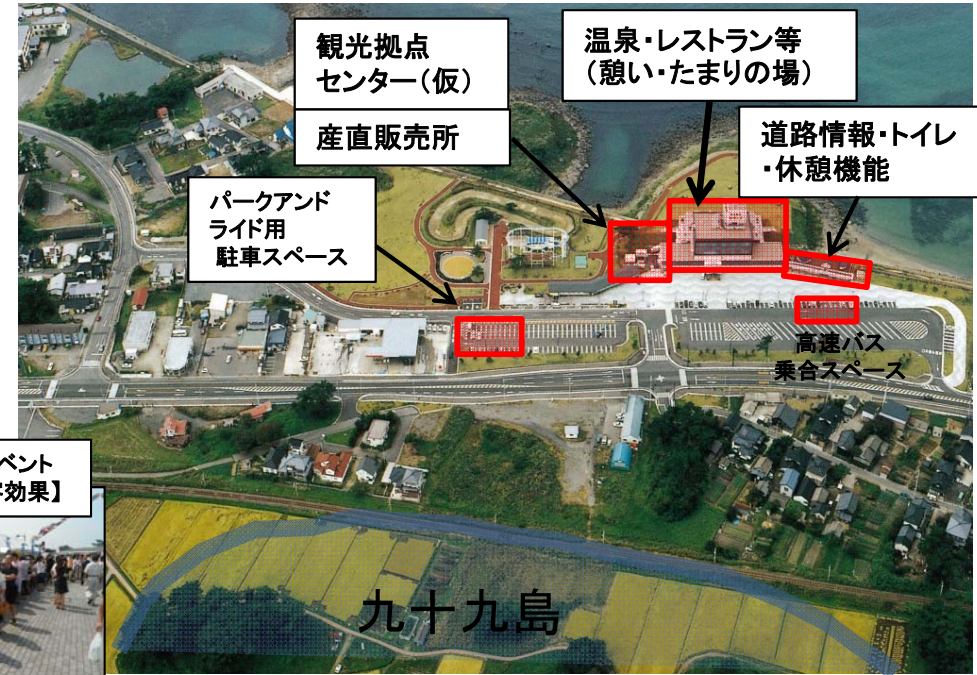 観光拠点
センター(仮)
産直販売所
温泉・レストラン等
(憩い・たまりの場)
道路情報・トイレ
・休憩機能
パークアンド
ライド用
駐車スペース
高速バス
乗合スペース
ベント
効果】
九十九島